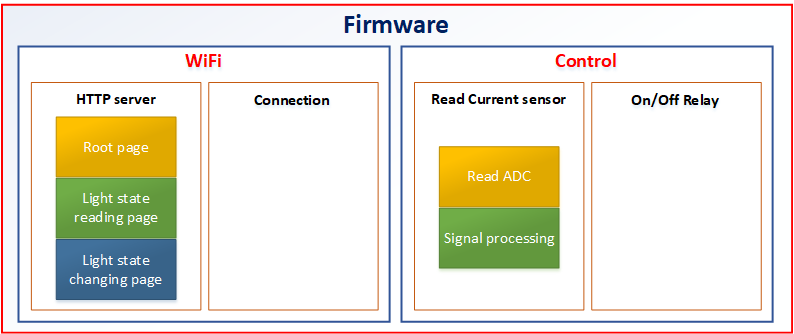 Firmware
WiFi
HTTP server
Root page
Light state
reading page
Light state
changing page
Connection
Control
Read Current sensor
Read ADC
Signal processing
On/Off Relay